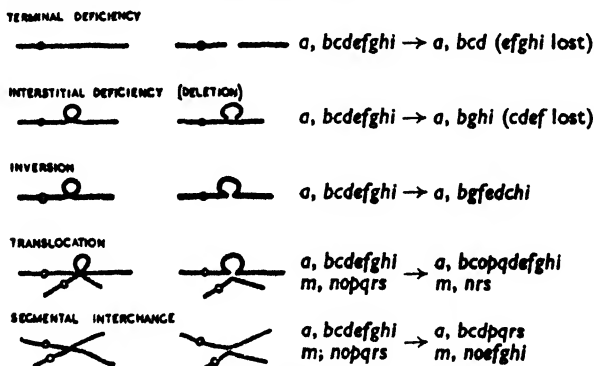 TERMINAL DEFICIENCY
a, bcdefghi → a, bcd (efghi lost)
INTERSTITIAL DEFICIENCY (DELETION)
a, bcdefghi → a, bghi (cdef lost)
INVERSION
a, bcdefghi → a, bgfedchi
TRANSLOCATION
a, bcdefghi → a, bcopqdefghi
m, nopqrs m, nrs
SEGMENTAL INTERCHANGE
a, bcdefghi → a, bcdpqrs
m; nopqrs m, noefghi